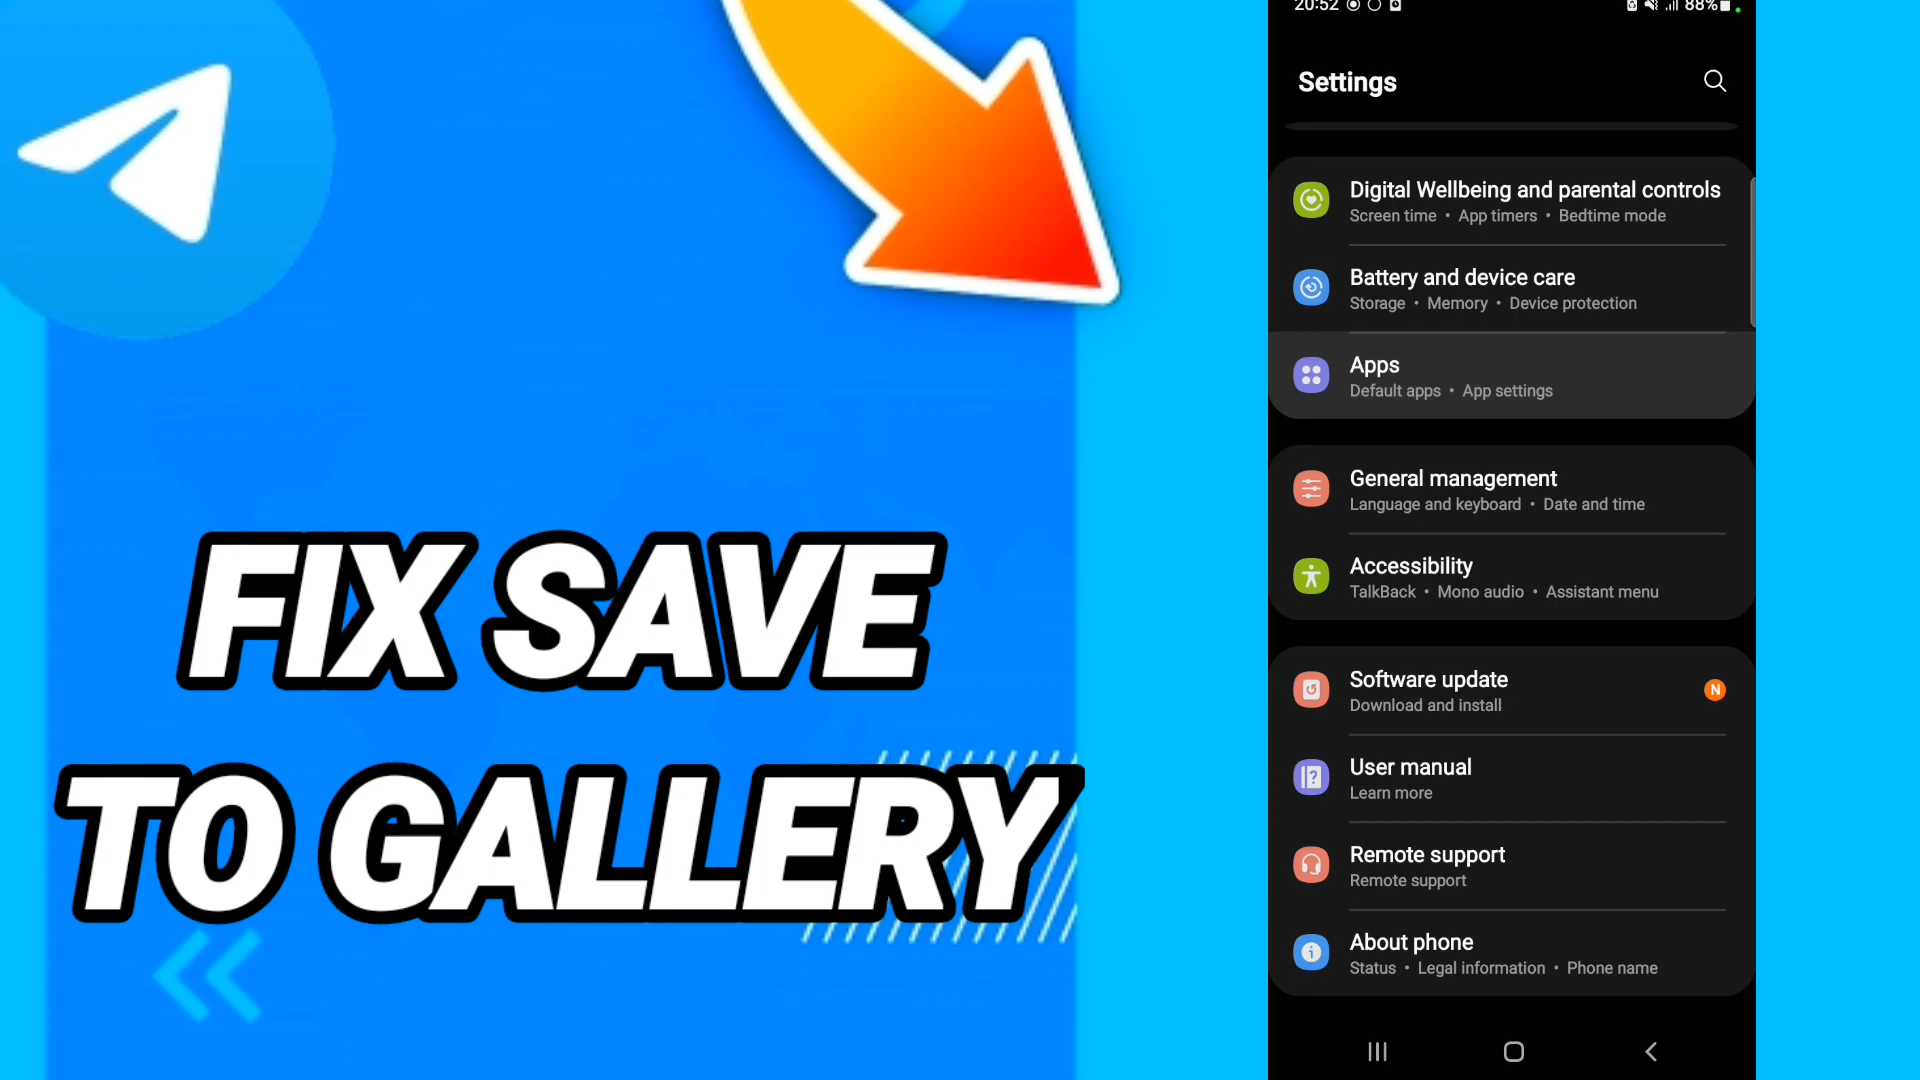 FIX SAVE
TO GALLERY
20:52
88%
Settings
Digital Wellbeing and parental controls
Screen time • App timers • Bedtime mode
Battery and device care
Storage • Memory • Device protection
Apps
Default apps • App settings
General management
Language and keyboard • Date and time
Accessibility
TalkBack • Mono audio • Assistant menu
Software update
N
Download and install
User manual
Learn more
Remote support
Remote support
About phone
Status • Legal information • Phone name